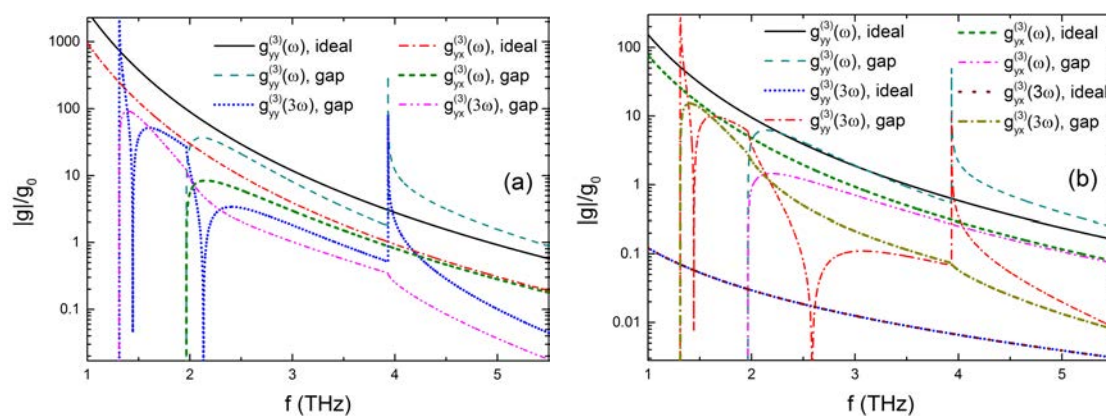 1000
100
10
1
0.1
|g|/g₀
g⁽³⁾yy(ω), ideal
g⁽³⁾yy(ω), gap
g⁽³⁾yy(3ω), gap
g⁽³⁾yx(ω), ideal
g⁽³⁾yx(ω), gap
g⁽³⁾yx(3ω), gap
(a)
1 2 3 4 5
f (THz)
100
10
1
0.1
0.01
|g|/g₀
g⁽³⁾yy(ω), ideal
g⁽³⁾yy(ω), gap
g⁽³⁾yy(3ω), ideal
g⁽³⁾yy(3ω), gap
g⁽³⁾yx(ω), ideal
g⁽³⁾yx(ω), gap
g⁽³⁾yx(3ω), ideal
g⁽³⁾yx(3ω), gap
(b)
1 2 3 4 5
f (THz)